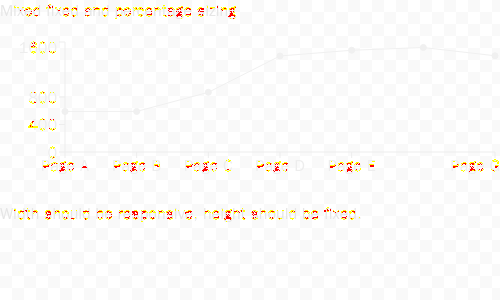 Mixed fixed and percentage sizing
1600
800
400
0
Page A Page B Page C Page D Page E Page
Width should be responsive, height should be fixed.